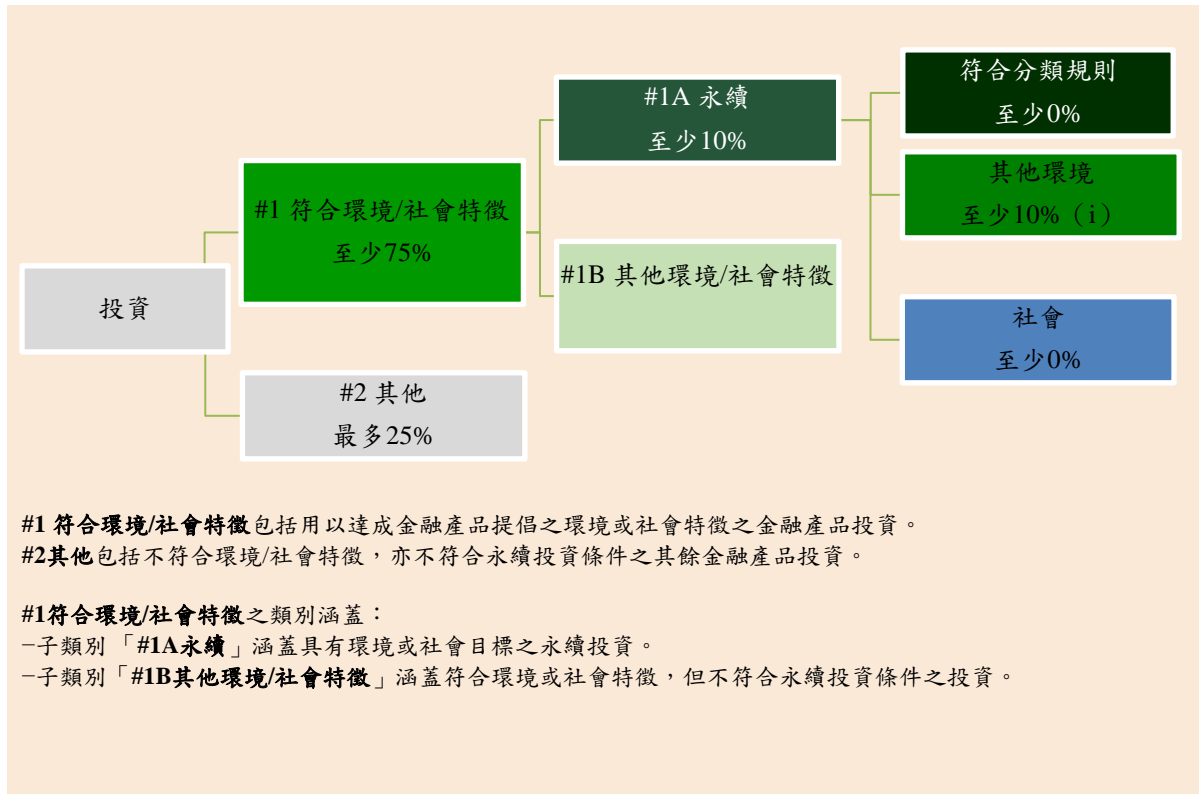 投資
#1 符合環境/社會特徵
至少75%
#2 其他
最多25%
#1A 永續
至少10%
#1B 其他環境/社會特徵
符合分類規則
至少0%
其他環境
至少10%（i）
社會
至少0%
#1 符合環境/社會特徵包括用以達成金融產品提倡之環境或社會特徵之金融產品投資。
#2其他包括不符合環境/社會特徵，亦不符合永續投資條件之其餘金融產品投資。
#1符合環境/社會特徵之類別涵蓋：
−子類別「#1A永續」涵蓋具有環境或社會目標之永續投資。
−子類別「#1B其他環境/社會特徵」涵蓋符合環境或社會特徵，但不符合永續投資條件之投資。